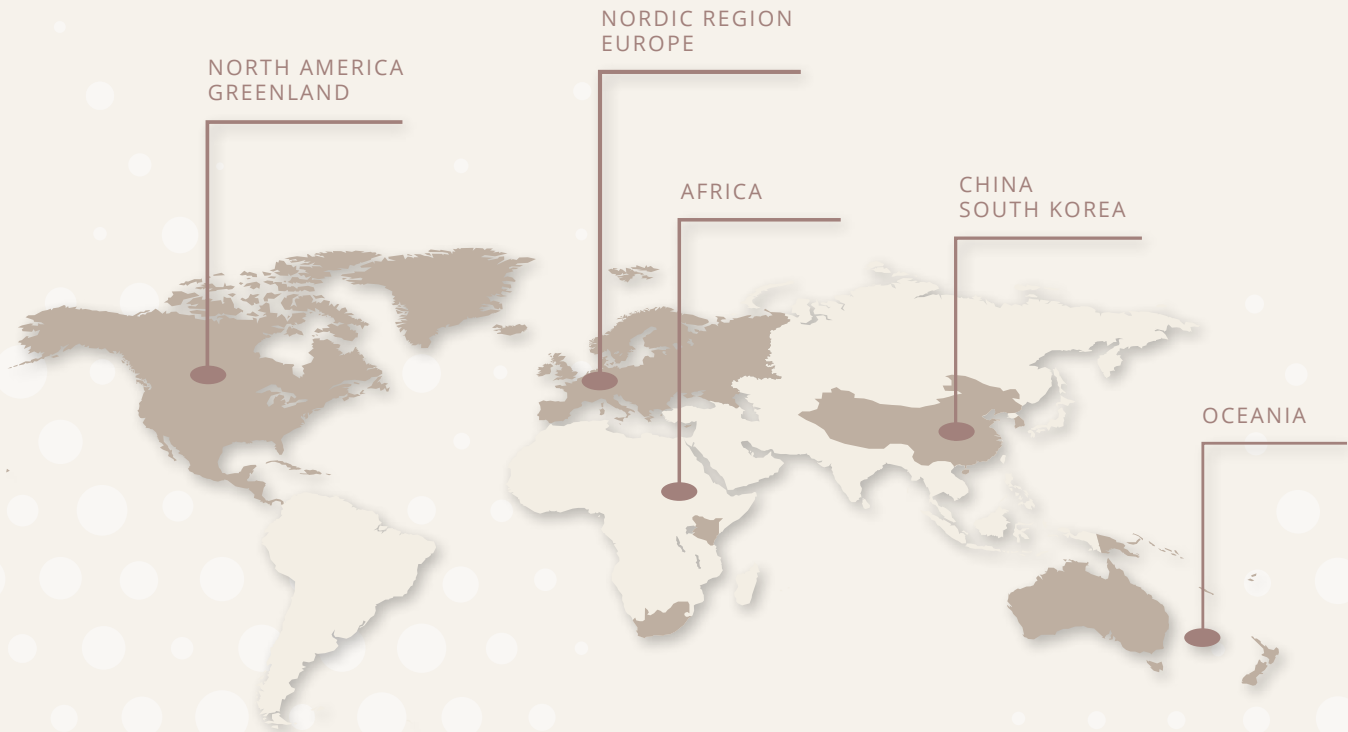 NORDIC REGION
EUROPE
NORTH AMERICA
GREENLAND
AFRICA
CHINA
SOUTH KOREA
OCEANIA